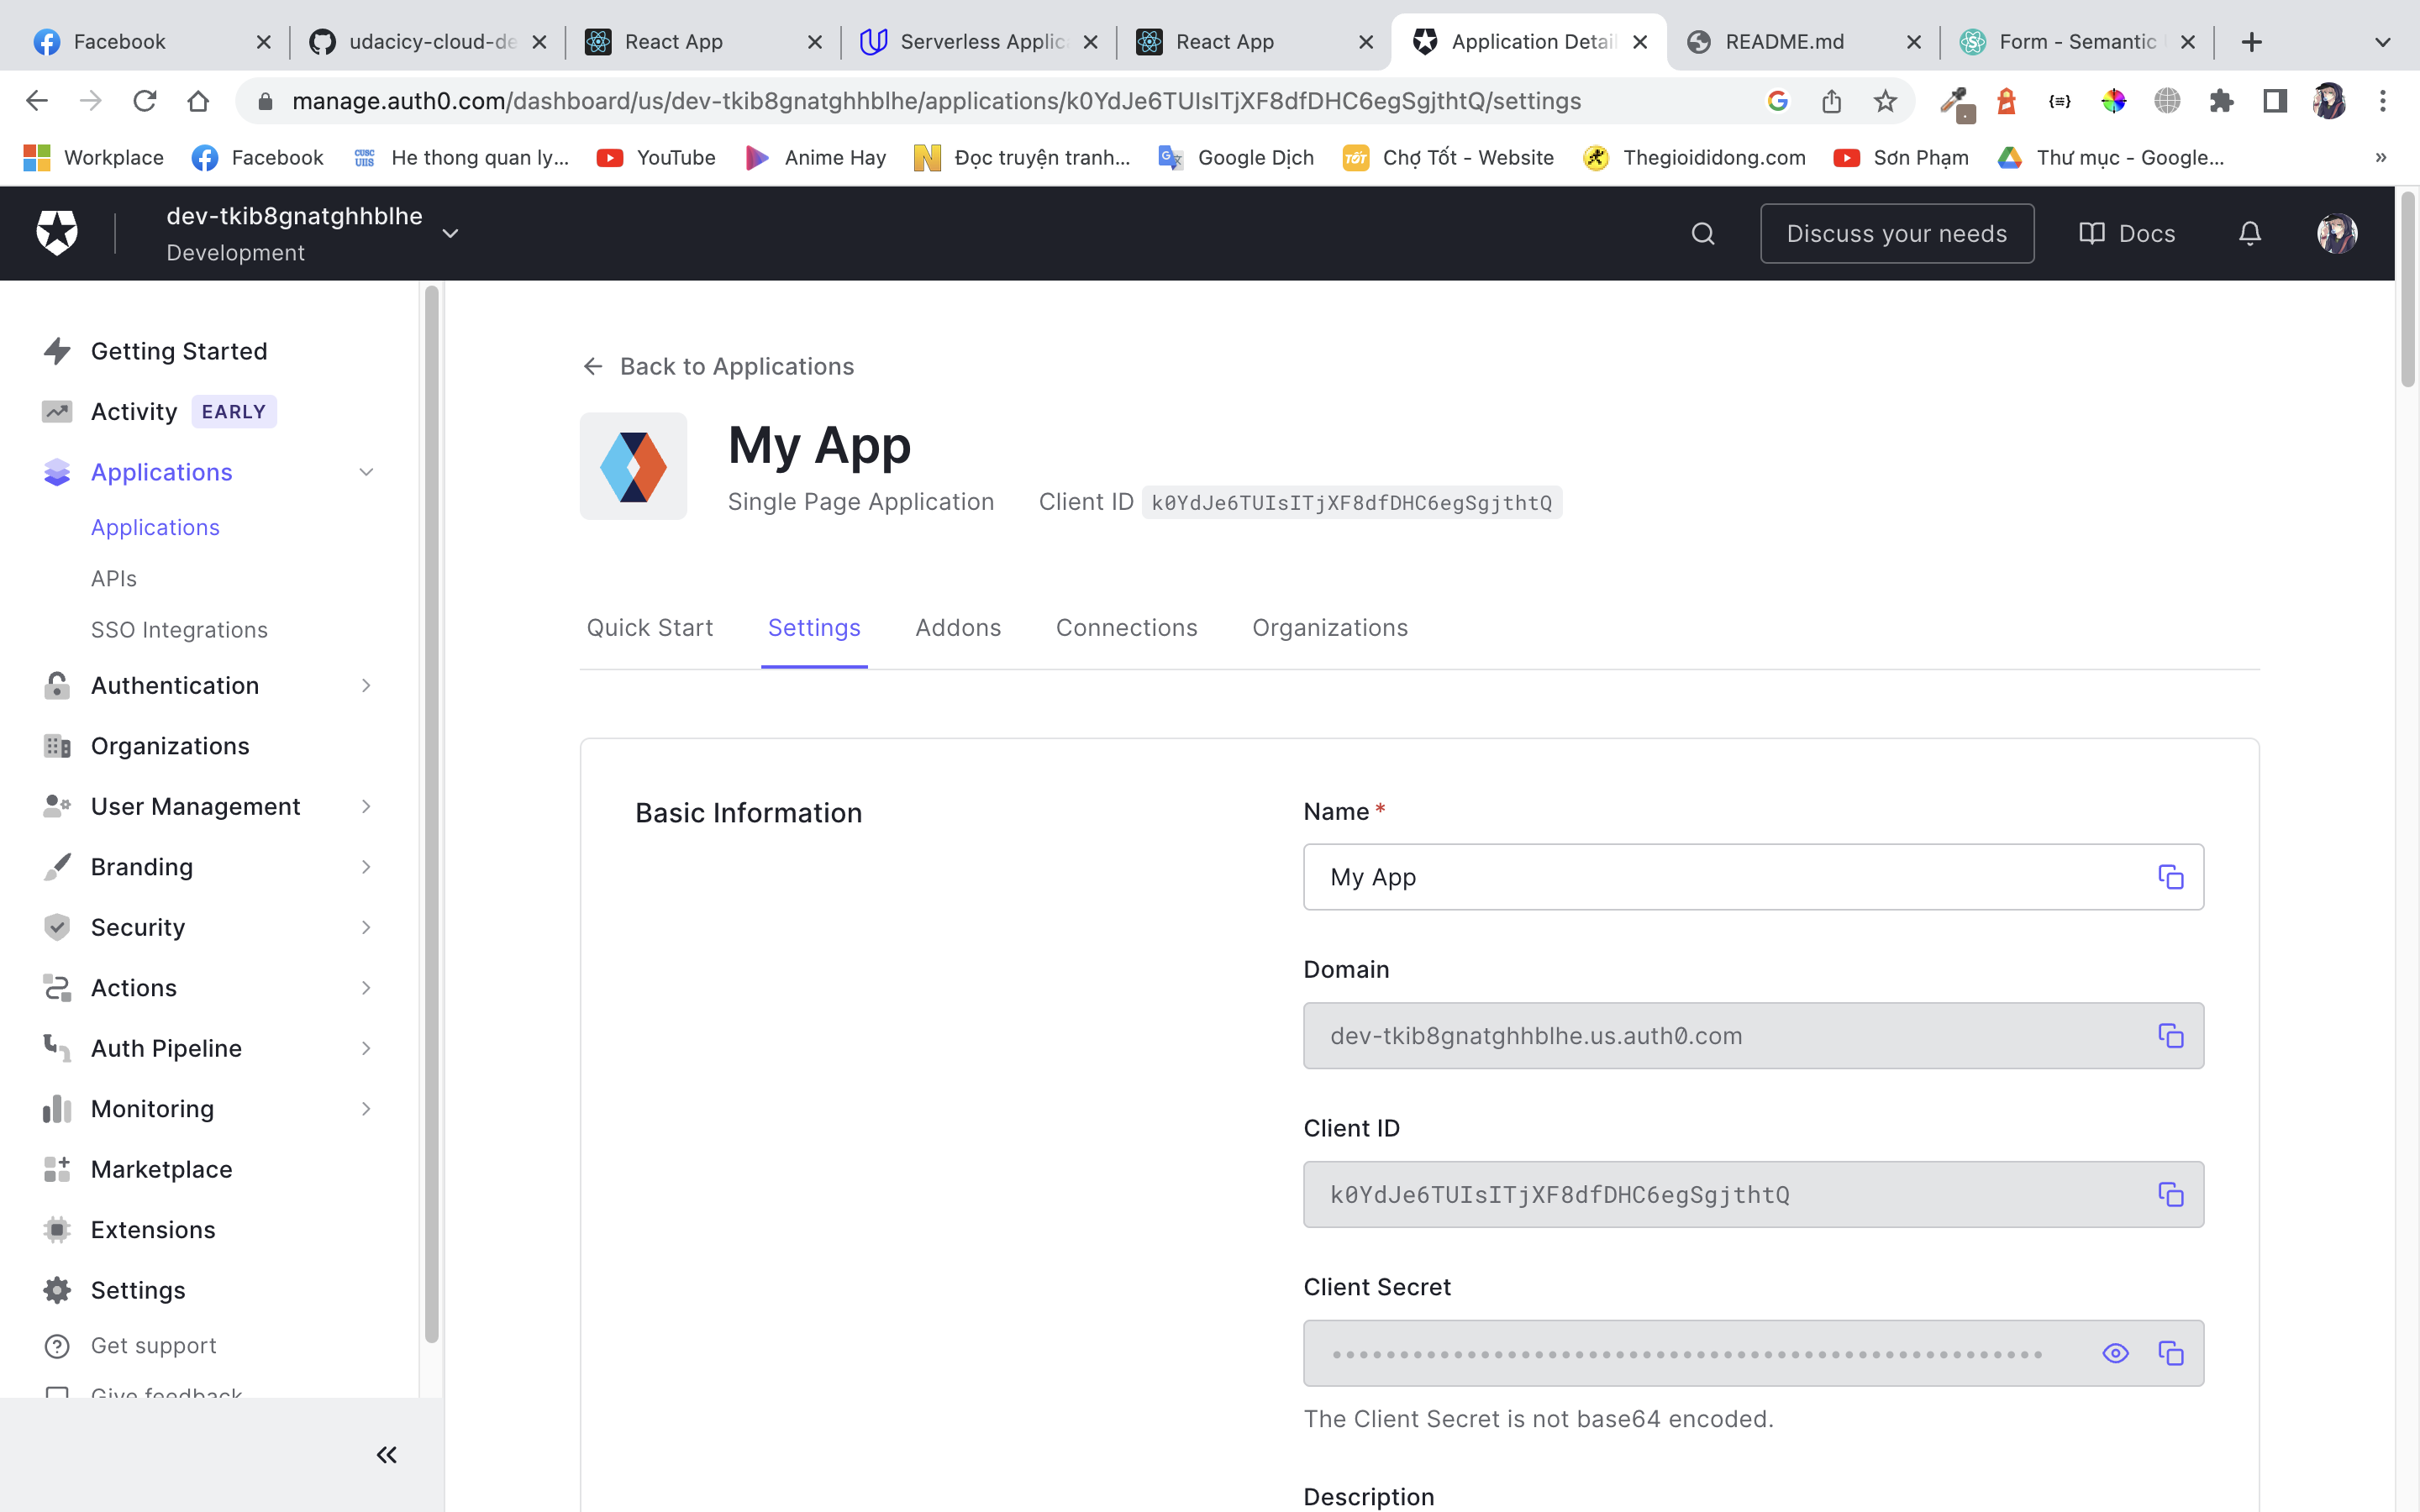 Facebook
udacicy-cloud-de
React App
Serverless Applic
React App
Application Detail
README.md
Form - Semantic
manage.auth0.com/dashboard/us/dev-tkib8gnatghhblhe/applications/k0YdJe6TUIsITjXF8dfDHC6egSgjthtQ/settings
Workplace
Facebook
He thong quan ly...
YouTube
Anime Hay
Đọc truyện tranh...
Google Dịch
Chợ Tốt - Website
Thegioididong.com
Sơn Phạm
Thư mục - Google...
dev-tkib8gnatghhblhe
Development
Discuss your needs
Docs
Getting Started
Activity EARLY
Applications
Applications
APIs
SSO Integrations
Authentication
Organizations
User Management
Branding
Security
Actions
Auth Pipeline
Monitoring
Marketplace
Extensions
Settings
Get support
Give feedback
Back to Applications
My App
Single Page Application
Client ID k0YdJe6TUIsITjXF8dfDHC6egSgjthtQ
Quick Start
Settings
Addons
Connections
Organizations
Basic Information
Name *
My App
Domain
dev-tkib8gnatghhblhe.us.auth0.com
Client ID
k0YdJe6TUIsITjXF8dfDHC6egSgjthtQ
Client Secret
The Client Secret is not base64 encoded.
Description